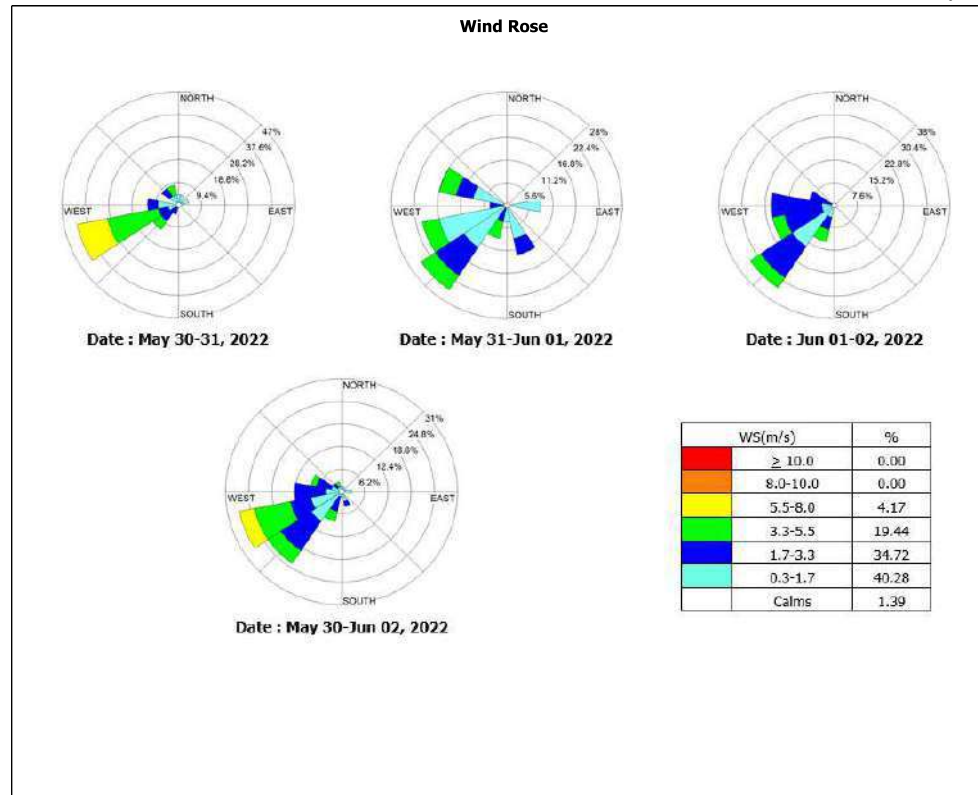 Wind Rose
NORTH
47%
37.6%
28.2%
18.8%
9.4%
WEST
EAST
SOUTH
Date : May 30-31, 2022
NORTH
28%
22.4%
16.8%
11.2%
5.6%
WEST
EAST
SOUTH
Date : May 31-Jun 01, 2022
NORTH
38%
30.4%
22.8%
15.2%
7.6%
WEST
EAST
SOUTH
Date : Jun 01-02, 2022
NORTH
31%
24.8%
18.6%
12.4%
6.2%
WEST
EAST
SOUTH
Date : May 30-Jun 02, 2022
WS(m/s) %
≥ 10.0 0.00
8.0-10.0 0.00
5.5-8.0 4.17
3.3-5.5 19.44
1.7-3.3 34.72
0.3-1.7 40.28
Calms 1.39